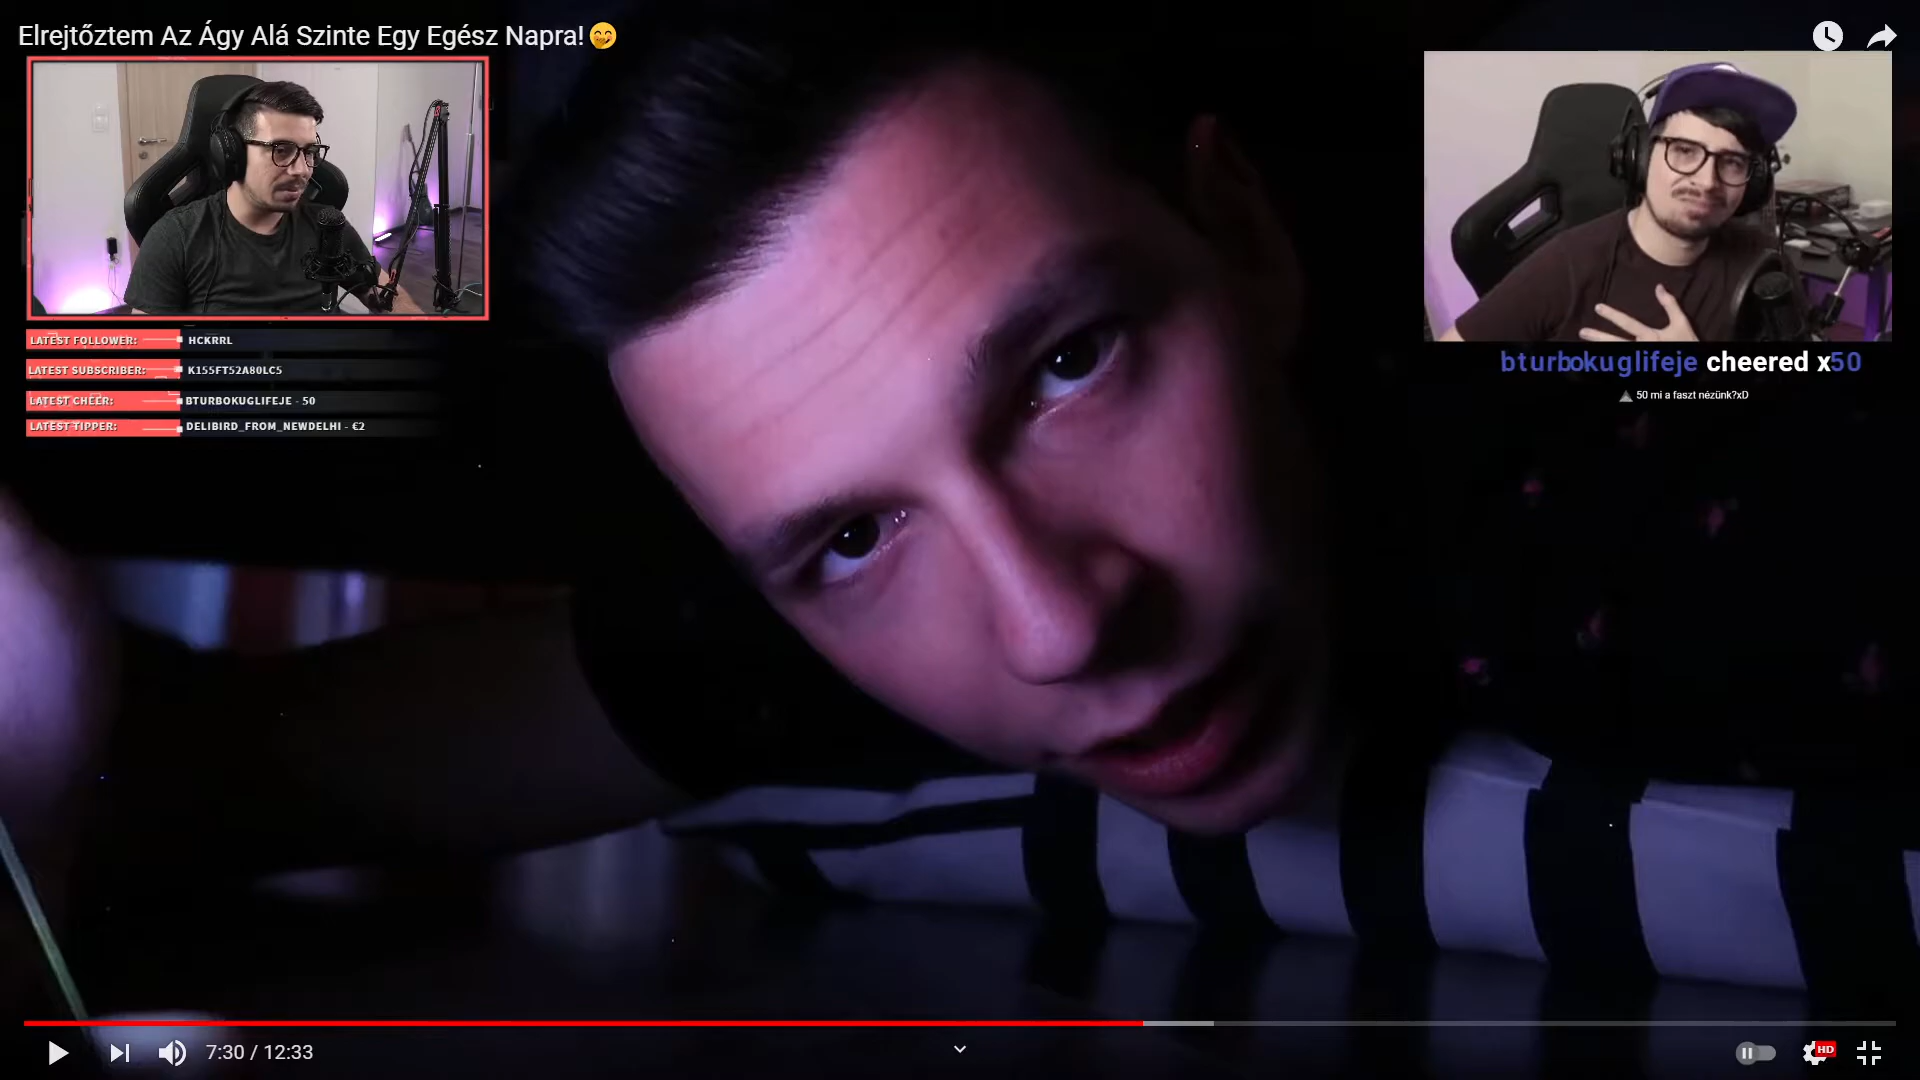 Elrejtőztem Az Ágy Alá Szinte Egy Egész Napra!🤭
LATEST FOLLOWER: HCKRRL
LATEST SUBSCRIBER: K155FT52A80LC5
LATEST CHEER: BTURBOKUGLIFEJE - 50
LATEST TIPPER: DELIBIRD_FROM_NEWDELHI - €2
bturbokuglifeje cheered x50
50 mi a faszt nézünk?xD
7:30 / 12:33
HD